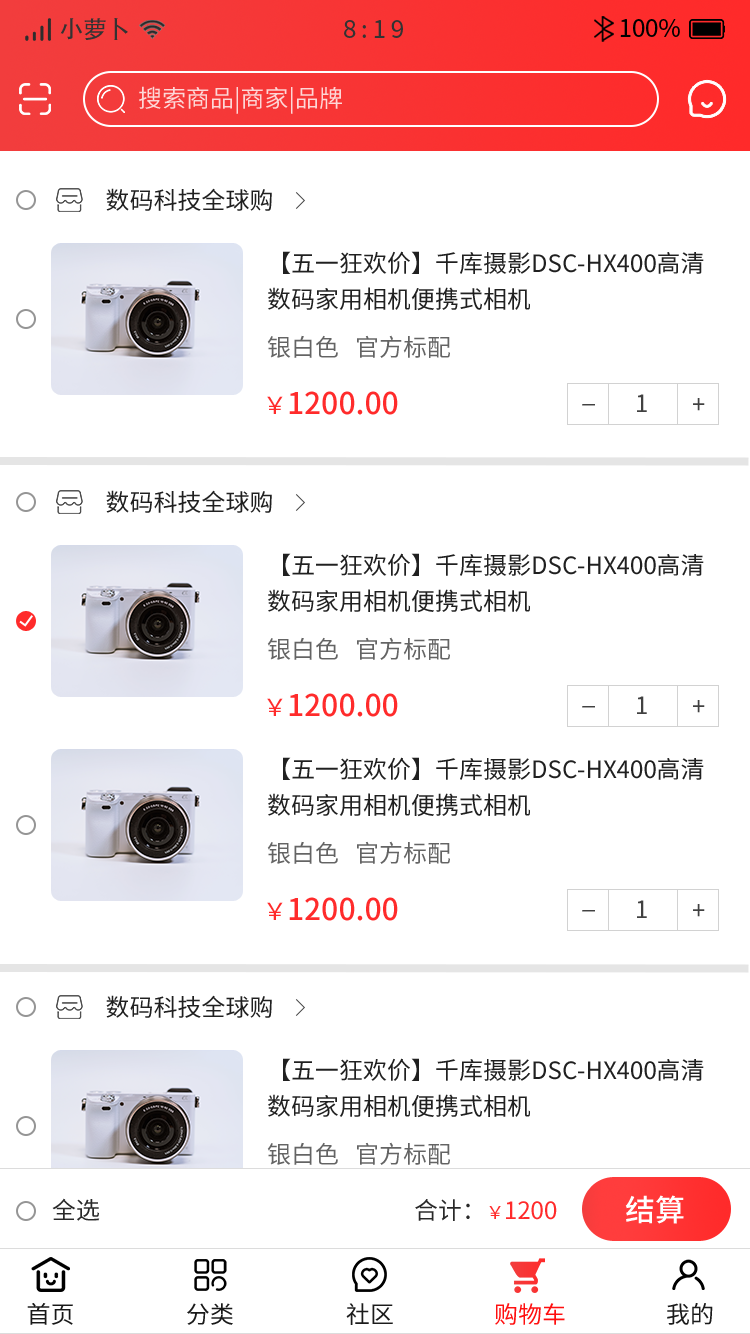 小萝卜 8:19 100%
搜索商品|商家|品牌
数码科技全球购
【五一狂欢价】千库摄影DSC-HX400高清
数码家用相机便携式相机
银白色 官方标配
¥1200.00 − 1 +
数码科技全球购
【五一狂欢价】千库摄影DSC-HX400高清
数码家用相机便携式相机
银白色 官方标配
¥1200.00 − 1 +
【五一狂欢价】千库摄影DSC-HX400高清
数码家用相机便携式相机
银白色 官方标配
¥1200.00 − 1 +
数码科技全球购
【五一狂欢价】千库摄影DSC-HX400高清
数码家用相机便携式相机
银白色 官方标配
全选 合计：¥1200 结算
首页 分类 社区 购物车 我的